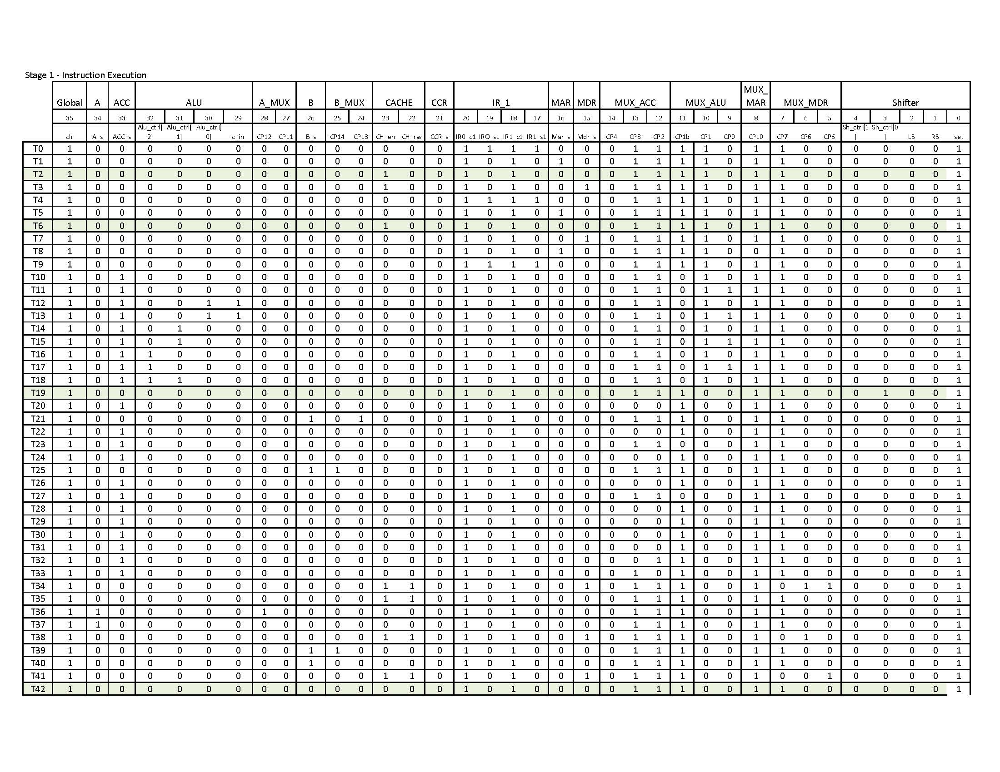 Stage 1 - Instruction Execution
Global A ACC ALU A_MUX B B_MUX CACHE CCR IR_1 MAR MDR MUX_ACC MUX_ALU MUX_ MAR MUX_MDR Shifter
35 34 33 32 31 30 29 28 27 26 25 24 23 22 21 20 19 18 17 16 15 14 13 12 11 10 9 8 7 6 5 4 3 2 1 0
clr A_s ACC_s Alu_ctrl[2] Alu_ctrl[1] Alu_ctrl[0] c_in CP12 CP11 B_s CP14 CP13 CH_en CH_rw CCR_s IR0_c1 IRO_s1 IR1_c1 IR1_s1 Mar_s Mdr_s CP4 CP3 CP2 CP1b CP1 CP0 CP10 CP7 CP6 CP6 Sh_ctrl[1] Sh_ctrl[0] LS RS set
T0 1 0 0 0 0 0 0 0 0 0 0 0 0 0 0 1 1 1 1 0 0 0 1 1 1 1 0 1 1 0 0 0 0 0 0 1
T1 1 0 0 0 0 0 0 0 0 0 0 0 0 0 0 1 0 1 0 1 0 0 1 1 1 1 0 1 1 0 0 0 0 0 0 1
T2 1 0 0 0 0 0 0 0 0 0 0 0 1 0 0 1 0 1 0 0 0 0 1 1 1 1 0 1 1 0 0 0 0 0 0 1
T3 1 0 0 0 0 0 0 0 0 0 0 0 1 0 0 1 0 1 0 0 1 0 1 1 1 1 0 1 1 0 0 0 0 0 0 1
T4 1 0 0 0 0 0 0 0 0 0 0 0 0 0 0 1 1 1 1 0 0 0 1 1 1 1 0 1 1 0 0 0 0 0 0 1
T5 1 0 0 0 0 0 0 0 0 0 0 0 0 0 0 1 0 1 0 1 0 0 1 1 1 1 0 1 1 0 0 0 0 0 0 1
T6 1 0 0 0 0 0 0 0 0 0 0 0 1 0 0 1 0 1 0 0 0 0 1 1 1 1 0 1 1 0 0 0 0 0 0 1
T7 1 0 0 0 0 0 0 0 0 0 0 0 0 0 0 1 0 1 0 0 1 0 1 1 1 1 0 1 1 0 0 0 0 0 0 1
T8 1 0 0 0 0 0 0 0 0 0 0 0 0 0 0 1 0 1 0 1 0 0 1 1 1 1 0 0 1 0 0 0 0 0 0 1
T9 1 0 0 0 0 0 0 0 0 0 0 0 0 0 0 1 1 1 1 0 0 0 1 1 1 1 0 1 1 0 0 0 0 0 0 1
T10 1 0 1 0 0 0 0 0 0 0 0 0 0 0 0 1 0 1 0 0 0 0 1 1 0 1 0 1 1 0 0 0 0 0 0 1
T11 1 0 1 0 0 0 0 0 0 0 0 0 0 0 0 1 0 1 0 0 0 0 1 1 0 1 1 1 1 0 0 0 0 0 0 1
T12 1 0 1 0 0 1 1 0 0 0 0 0 0 0 0 1 0 1 0 0 0 0 1 1 0 1 0 1 1 0 0 0 0 0 0 1
T13 1 0 1 0 0 1 1 0 0 0 0 0 0 0 0 1 0 1 0 0 0 0 1 1 0 1 1 1 1 0 0 0 0 0 0 1
T14 1 0 1 0 1 0 0 0 0 0 0 0 0 0 0 1 0 1 0 0 0 0 1 1 0 1 0 1 1 0 0 0 0 0 0 1
T15 1 0 1 0 1 0 0 0 0 0 0 0 0 0 0 1 0 1 0 0 0 0 1 1 0 1 1 1 1 0 0 0 0 0 0 1
T16 1 0 1 1 0 0 0 0 0 0 0 0 0 0 0 1 0 1 0 0 0 0 1 1 0 1 0 1 1 0 0 0 0 0 0 1
T17 1 0 1 1 0 0 0 0 0 0 0 0 0 0 0 1 0 1 0 0 0 0 1 1 0 1 1 1 1 0 0 0 0 0 0 1
T18 1 0 1 1 1 0 0 0 0 0 0 0 0 0 0 1 0 1 0 0 0 0 1 1 0 1 0 1 1 0 0 0 0 0 0 1
T19 1 0 0 0 0 0 0 0 0 0 0 0 0 0 0 1 0 1 0 0 0 0 1 1 1 0 0 1 1 0 0 0 1 0 0 1
T20 1 0 1 0 0 0 0 0 0 0 0 0 0 0 0 1 0 1 0 0 0 0 0 0 1 0 0 1 1 0 0 0 0 0 0 1
T21 1 0 0 0 0 0 0 0 0 1 0 1 0 0 0 1 0 1 0 0 0 0 1 1 1 0 0 1 1 0 0 0 0 0 0 1
T22 1 0 1 0 0 0 0 0 0 0 0 0 0 0 0 1 0 1 0 0 0 0 0 0 1 0 0 1 1 0 0 0 0 0 0 1
T23 1 0 1 0 0 0 0 0 0 0 0 0 0 0 0 1 0 1 0 0 0 0 1 1 0 0 0 1 1 0 0 0 0 0 0 1
T24 1 0 1 0 0 0 0 0 0 0 0 0 0 0 0 1 0 1 0 0 0 0 0 0 1 0 0 1 1 0 0 0 0 0 0 1
T25 1 0 0 0 0 0 0 0 0 1 1 0 0 0 0 1 0 1 0 0 0 0 1 1 1 0 0 1 1 0 0 0 0 0 0 1
T26 1 0 1 0 0 0 0 0 0 0 0 0 0 0 0 1 0 1 0 0 0 0 0 0 1 0 0 1 1 0 0 0 0 0 0 1
T27 1 0 1 0 0 0 0 0 0 0 0 0 0 0 0 1 0 1 0 0 0 0 1 1 0 0 0 1 1 0 0 0 0 0 0 1
T28 1 0 1 0 0 0 0 0 0 0 0 0 0 0 0 1 0 1 0 0 0 0 0 0 1 0 0 1 1 0 0 0 0 0 0 1
T29 1 0 1 0 0 0 0 0 0 0 0 0 0 0 0 1 0 1 0 0 0 0 0 0 1 0 0 1 1 0 0 0 0 0 0 1
T30 1 0 1 0 0 0 0 0 0 0 0 0 0 0 0 1 0 1 0 0 0 0 0 0 1 0 0 1 1 0 0 0 0 0 0 1
T31 1 0 1 0 0 0 0 0 0 0 0 0 0 0 0 1 0 1 0 0 0 0 0 0 1 0 0 1 1 0 0 0 0 0 0 1
T32 1 0 1 0 0 0 0 0 0 0 0 0 0 0 0 1 0 1 0 0 0 0 0 1 1 0 0 1 1 0 0 0 0 0 0 1
T33 1 0 1 0 0 0 0 0 0 0 0 0 0 0 0 1 0 1 0 0 0 0 1 0 1 0 0 1 1 0 0 0 0 0 0 1
T34 1 0 0 0 0 0 0 0 0 0 0 0 1 1 0 1 0 1 0 0 1 0 1 1 1 0 0 1 0 1 1 0 0 0 0 1
T35 1 0 0 0 0 0 0 0 0 0 0 0 1 1 0 1 0 1 0 0 0 0 1 1 1 0 0 1 1 0 0 0 0 0 0 1
T36 1 1 0 0 0 0 0 1 0 0 0 0 0 0 0 1 0 1 0 0 0 0 1 1 1 0 0 1 1 0 0 0 0 0 0 1
T37 1 1 0 0 0 0 0 0 0 0 0 0 0 0 0 1 0 1 0 0 0 0 1 1 1 0 0 1 1 0 0 0 0 0 0 1
T38 1 0 0 0 0 0 0 0 0 0 0 0 1 1 0 1 0 1 0 0 1 0 1 1 1 0 0 1 0 1 0 0 0 0 0 1
T39 1 0 0 0 0 0 0 0 0 1 1 0 0 0 0 1 0 1 0 0 0 0 1 1 1 0 0 1 1 0 0 0 0 0 0 1
T40 1 0 0 0 0 0 0 0 0 1 0 0 0 0 0 1 0 1 0 0 0 0 1 1 1 0 0 1 1 0 0 0 0 0 0 1
T41 1 0 0 0 0 0 0 0 0 0 0 0 1 1 0 1 0 1 0 0 1 0 1 1 1 0 0 1 0 0 1 0 0 0 0 1
T42 1 0 0 0 0 0 0 0 0 0 0 0 0 0 0 1 0 1 0 0 0 0 1 1 1 0 0 1 1 0 0 0 0 0 0 1